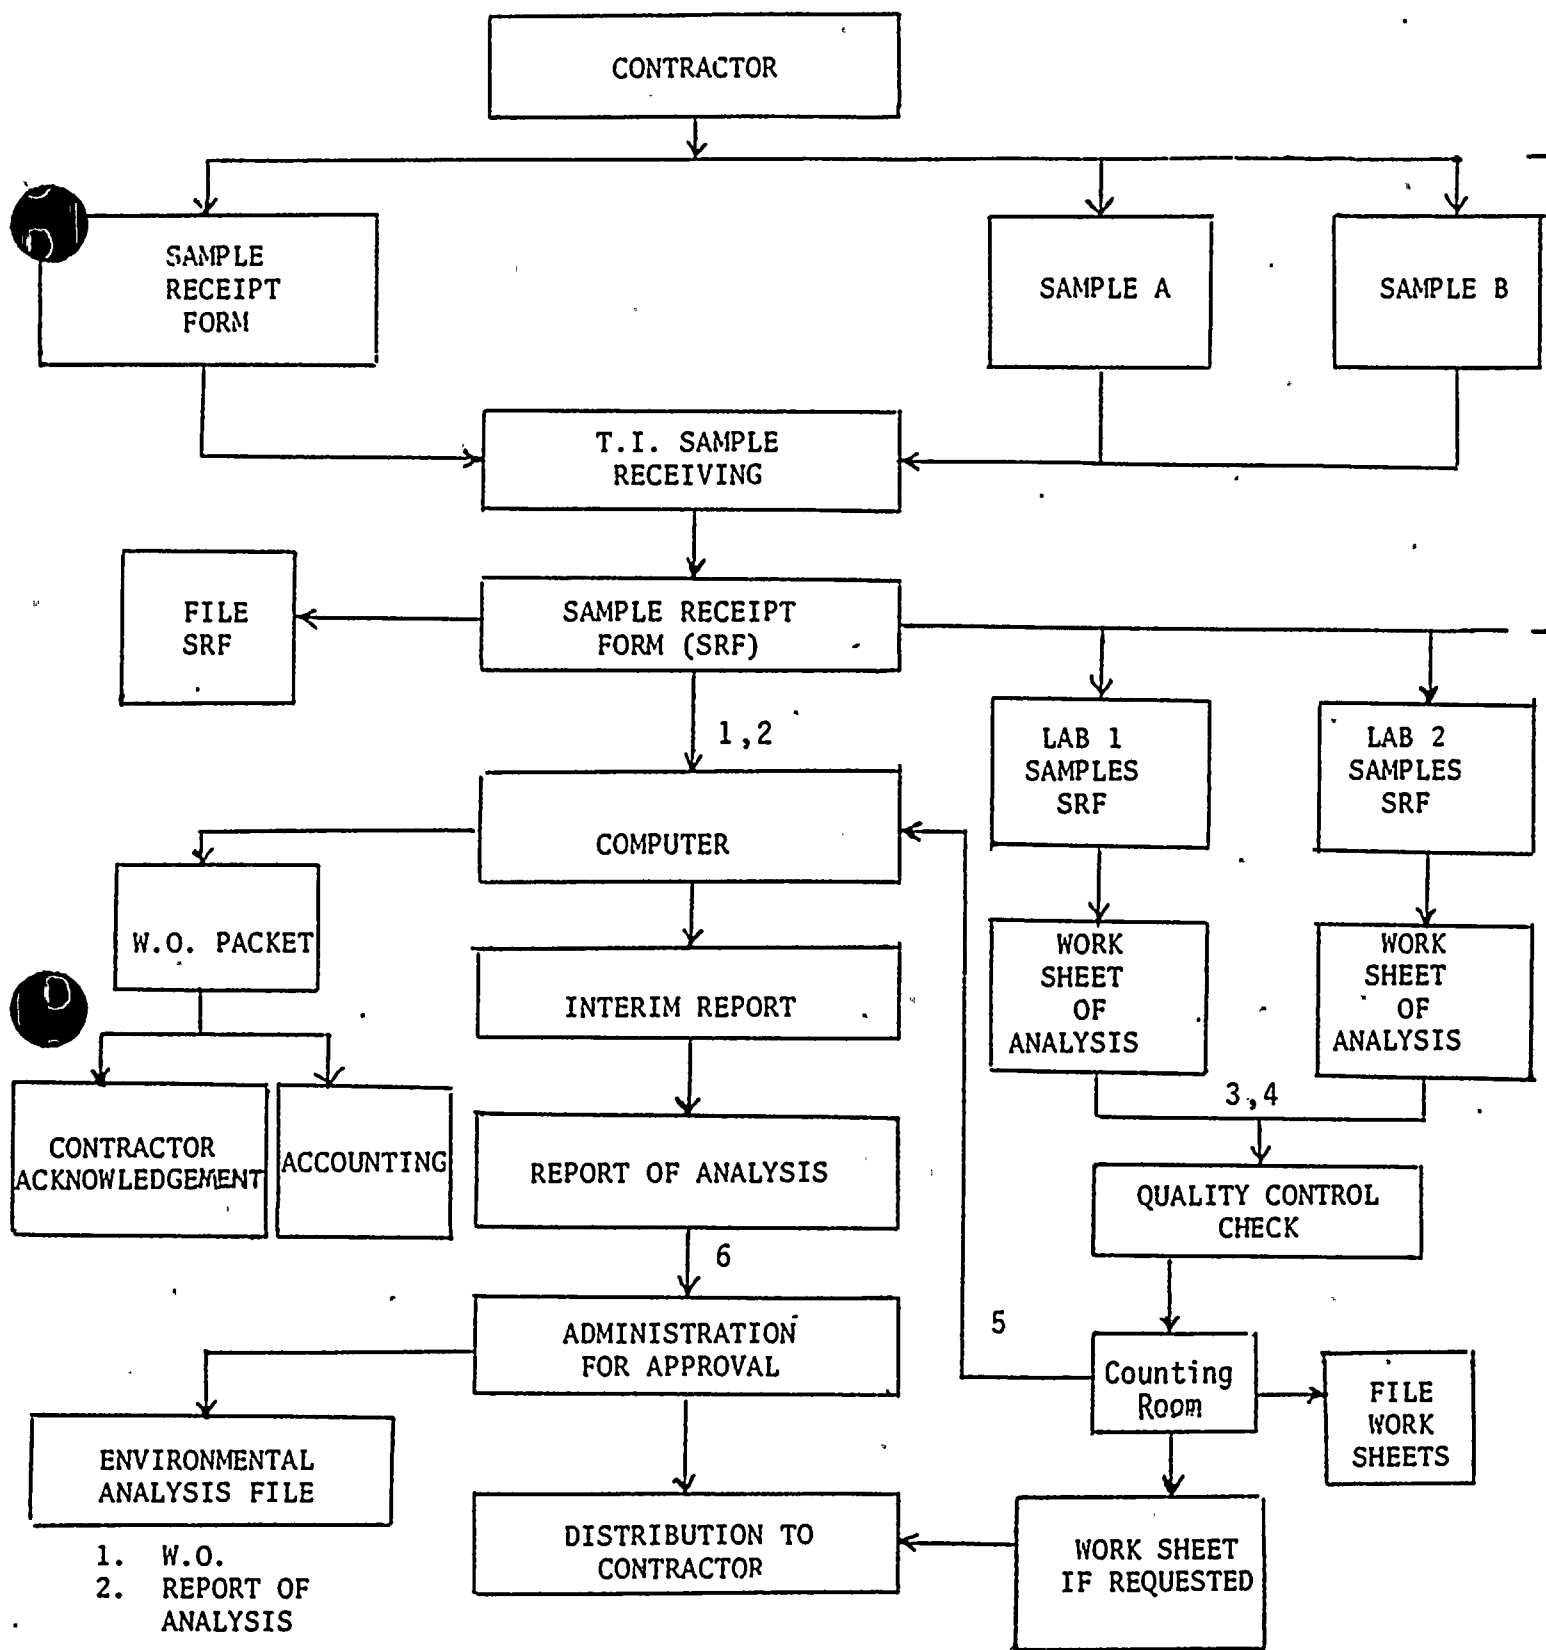 CONTRACTOR
SAMPLE
RECEIPT
FORM
SAMPLE A
SAMPLE B
T.I. SAMPLE
RECEIVING
FILE
SRF
SAMPLE RECEIPT
FORM (SRF)
1,2
LAB 1
SAMPLES
SRF
LAB 2
SAMPLES
SRF
COMPUTER
W.O. PACKET
INTERIM REPORT
WORK
SHEET
OF
ANALYSIS
WORK
SHEET
OF
ANALYSIS
3,4
CONTRACTOR
ACKNOWLEDGEMENT
ACCOUNTING
REPORT OF ANALYSIS
QUALITY CONTROL
CHECK
6
5
ADMINISTRATION
FOR APPROVAL
Counting
Room
FILE
WORK
SHEETS
ENVIRONMENTAL
ANALYSIS FILE
1. W.O.
2. REPORT OF
ANALYSIS
DISTRIBUTION TO
CONTRACTOR
WORK SHEET
IF REQUESTED